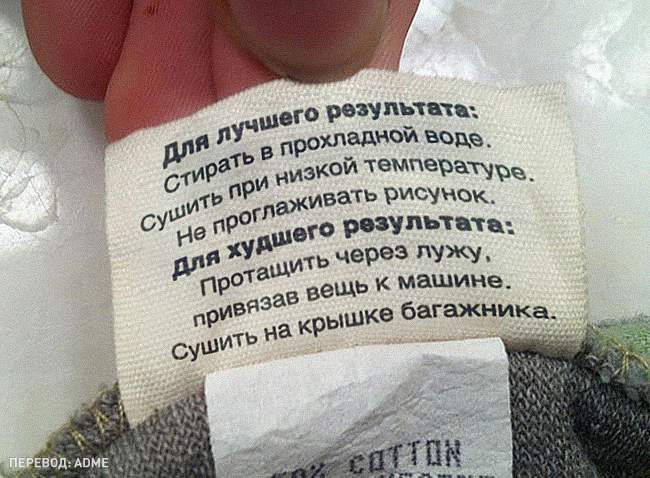 Для лучшего результата:
Стирать в прохладной воде.
Сушить при низкой температуре.
Не проглаживать рисунок.
Для худшего результата:
Протащить через лужу,
привязав вещь к машине.
Сушить на крышке багажника.
COTTON
ПЕРЕВОД: ADME